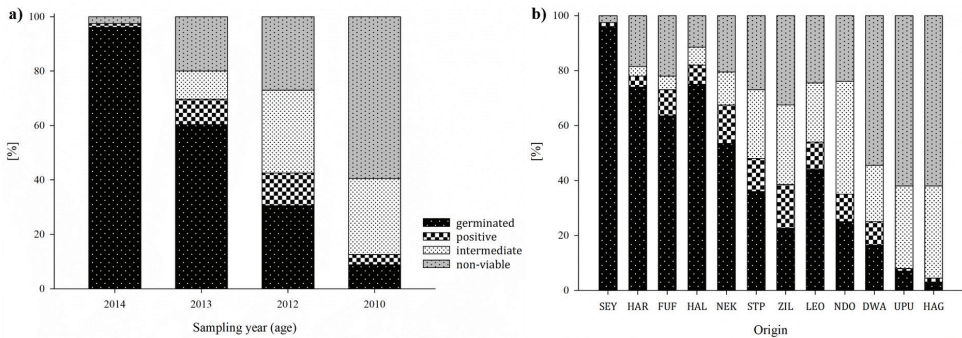 a)
100
80
60
40
20
0
[%]
2014 2013 2012 2010
Sampling year (age)
germinated
positive
intermediate
non-viable
b)
100
80
60
40
20
0
[%]
SEY HAR FUF HAL NEK STP ZIL LEO NDO DWA UPU HAG
Origin